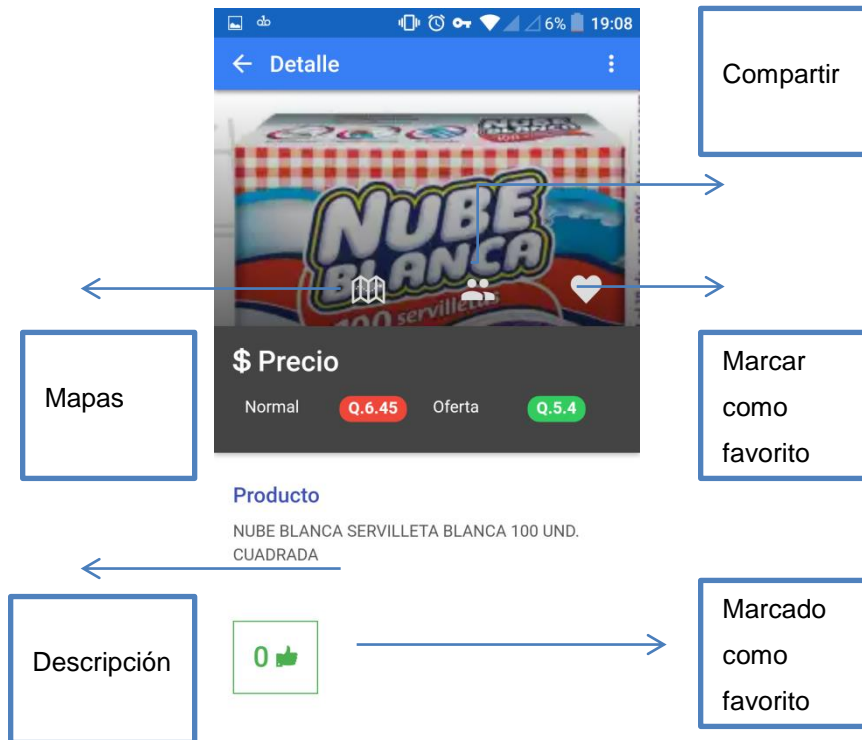 6% 19:08
Detalle
Compartir
NUBE
BLANCA
100 servilletas
Mapas
$ Precio
Normal Q.6.45 Oferta Q.5.4
Marcar
como
favorito
Producto
NUBE BLANCA SERVILLETA BLANCA 100 UND.
CUADRADA
Descripción
0
Marcado
como
favorito